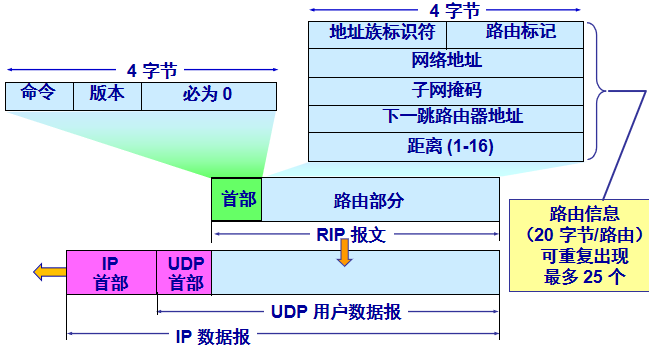 4 字节
地址族标识符 路由标记
网络地址
子网掩码
下一跳路由器地址
距离 (1-16)
4 字节
命令 版本 必为 0
首部 路由部分
RIP 报文
路由信息
（20 字节/路由）
可重复出现
最多 25 个
IP
首部
UDP
首部
UDP 用户数据报
IP 数据报